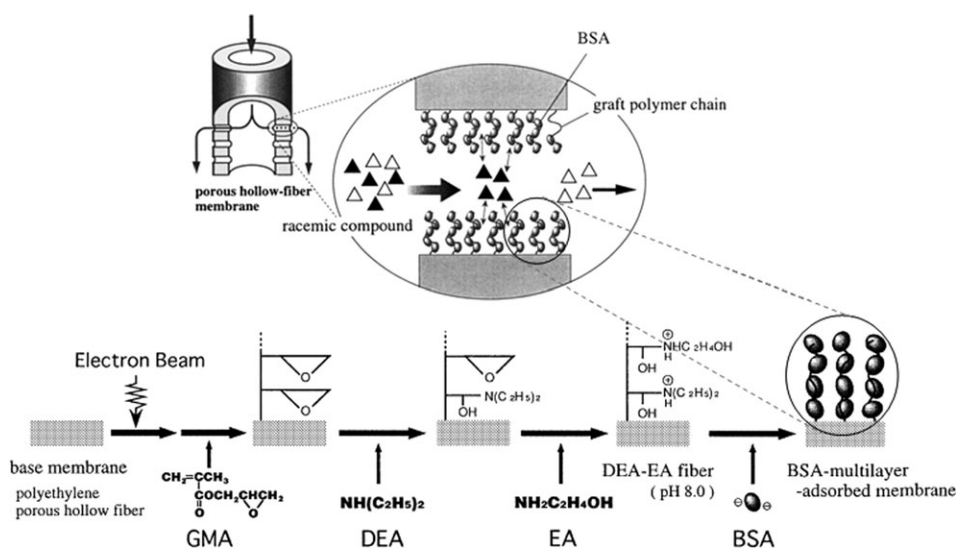 BSA
graft polymer chain
porous hollow-fiber
membrane
racemic compound
Electron Beam
O
O
O
N(C2H5)2
OH
⊕
NHC2H4OH
H
OH
⊕
N(C2H5)2
H
OH
base membrane
polyethylene
porous hollow fiber
CH2=CCH3
COCH2CHCH2
O
O
GMA
NH(C2H5)2
DEA
NH2C2H4OH
EA
DEA-EA fiber
( pH 8.0 )
⊖ ⊖
BSA
BSA-multilayer
-adsorbed membrane